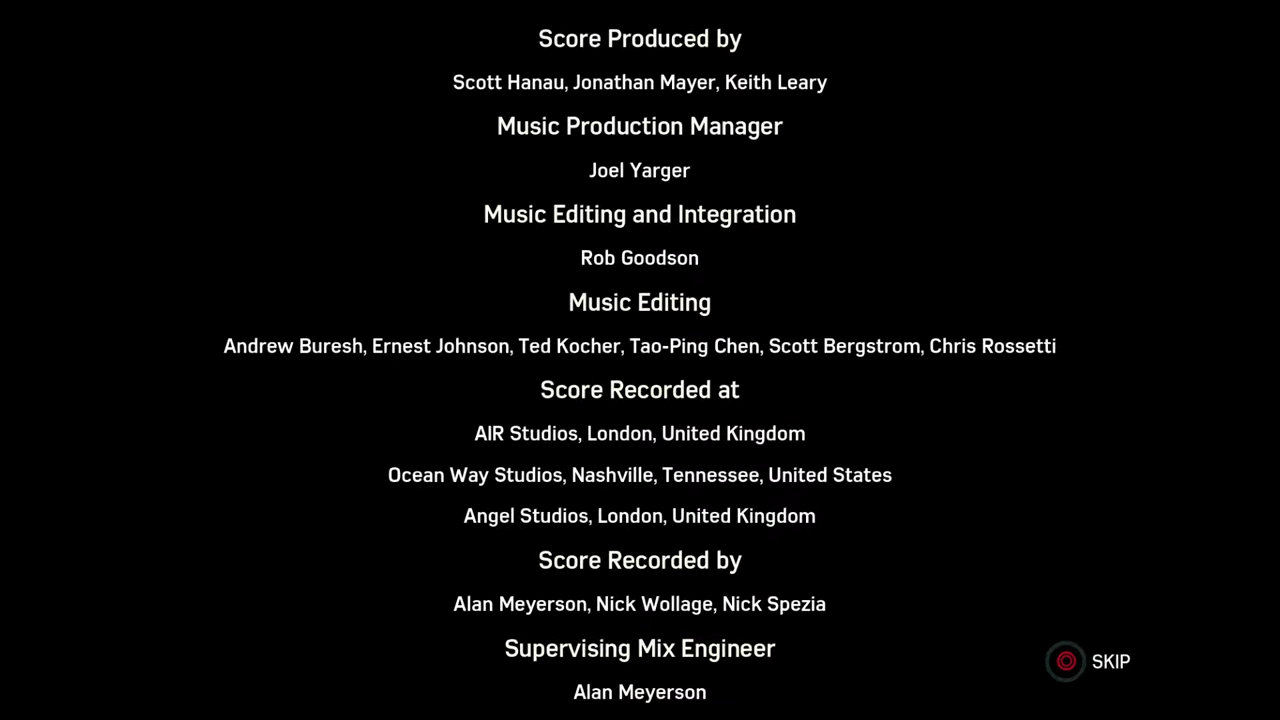 Score Produced by
Scott Hanau, Jonathan Mayer, Keith Leary
Music Production Manager
Joel Yarger
Music Editing and Integration
Rob Goodson
Music Editing
Andrew Buresh, Ernest Johnson, Ted Kocher, Tao-Ping Chen, Scott Bergstrom, Chris Rossetti
Score Recorded at
AIR Studios, London, United Kingdom
Ocean Way Studios, Nashville, Tennessee, United States
Angel Studios, London, United Kingdom
Score Recorded by
Alan Meyerson, Nick Wollage, Nick Spezia
Supervising Mix Engineer
SKIP
Alan Meyerson